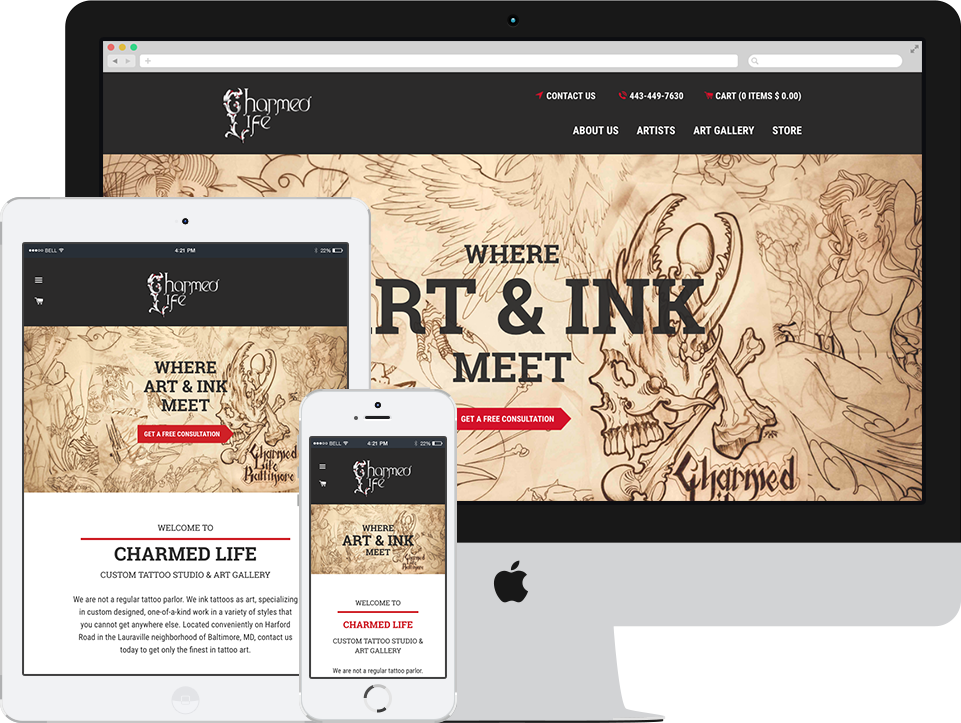 Charmed
Life
CONTACT US
443-449-7630
CART (0 ITEMS $ 0.00)
ABOUT US
ARTISTS
ART GALLERY
STORE
WHERE
ART & INK
MEET
GET A FREE CONSULTATION
Charmed
BELL
4:21 PM
22%
Charmed
Life
WHERE
ART & INK
MEET
GET A FREE CONSULTATION
Charmed
Life
Baltimore
WELCOME TO
CHARMED LIFE
CUSTOM TATTOO STUDIO & ART GALLERY
We are not a regular tattoo parlor. We ink tattoos as art, specializing
in custom designed, one-of-a-kind work in a variety of styles that
you cannot get anywhere else. Located conveniently on Harford
Road in the Lauraville neighborhood of Baltimore, MD, contact us
today to get only the finest in tattoo art.
BELL
4:21 PM
22%
Charmed
Life
WHERE
ART & INK
MEET
WELCOME TO
CHARMED LIFE
CUSTOM TATTOO STUDIO &
ART GALLERY
We are not a regular tattoo parlor.